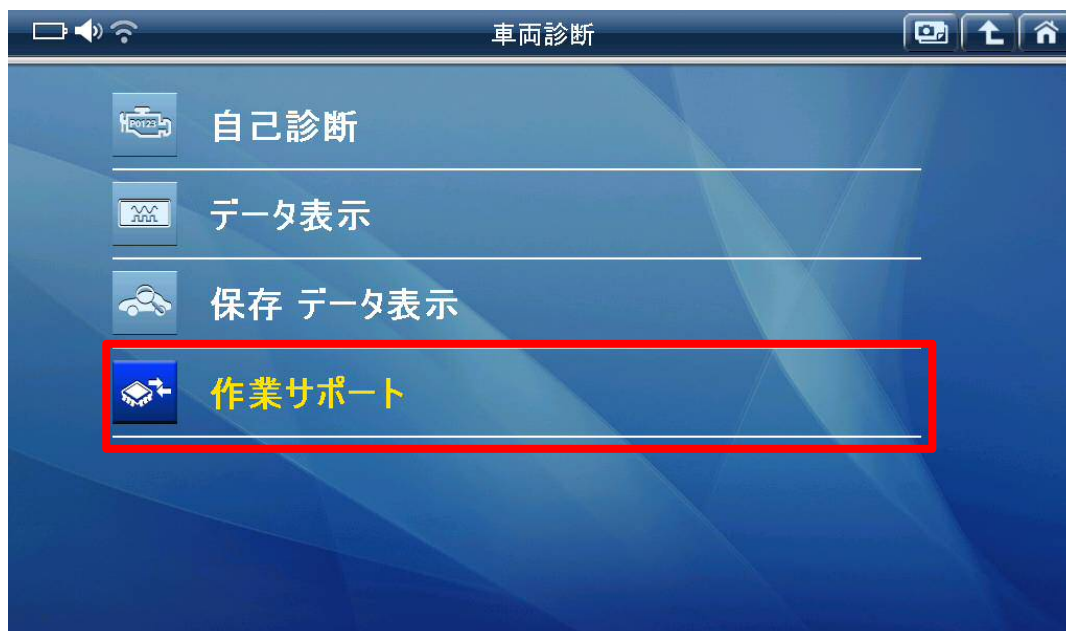 車両診断
P0123
自己診断
データ表示
保存 データ表示
作業サポート